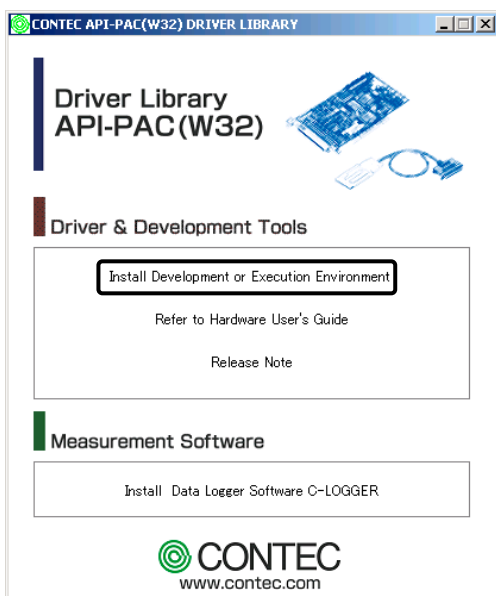 CONTEC API-PAC(W32) DRIVER LIBRARY
Driver Library
API-PAC(W32)
Driver & Development Tools
Install Development or Execution Environment
Refer to Hardware User's Guide
Release Note
Measurement Software
Install Data Logger Software C-LOGGER
CONTEC
www.contec.com